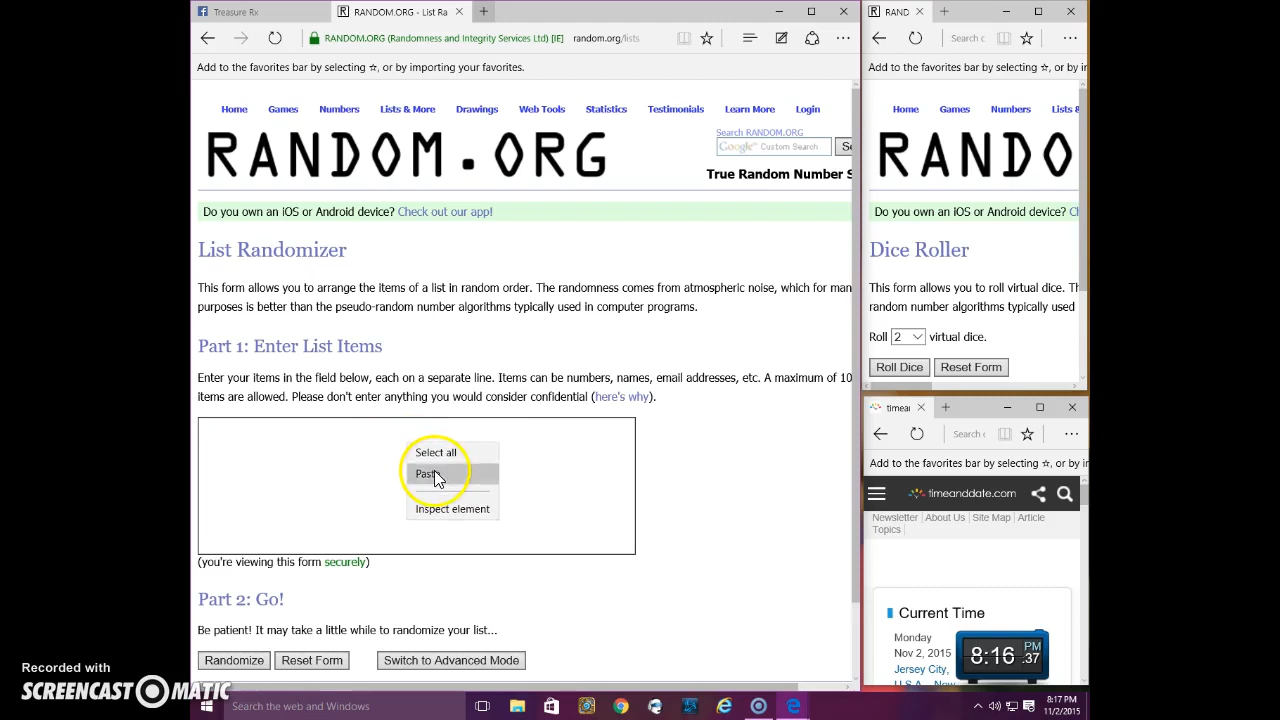 Treasure Rx
RANDOM.ORG - List Ra
RANDOM.ORG (Randomness and Integrity Services Ltd) [IE]
random.org/lists
Add to the favorites bar by selecting ☆, or by importing your favorites.
Home Games Numbers Lists & More Drawings Web Tools Statistics Testimonials Learn More Login
RANDOM.ORG
Search RANDOM.ORG
Google™ Custom Search
Se
True Random Number S
Do you own an iOS or Android device? Check out our app!
List Randomizer
This form allows you to arrange the items of a list in random order. The randomness comes from atmospheric noise, which for man
purposes is better than the pseudo-random number algorithms typically used in computer programs.
Part 1: Enter List Items
Enter your items in the field below, each on a separate line. Items can be numbers, names, email addresses, etc. A maximum of 10
items are allowed. Please don't enter anything you would consider confidential (here's why).
Select all
Paste
Inspect element
(you're viewing this form securely)
Part 2: Go!
Be patient! It may take a little while to randomize your list...
Randomize
Reset Form
Switch to Advanced Mode
RAND
Search c
Add to the favorites bar by selecting ☆, or by i
Home Games Numbers Lists &
RANDO
Do you own an iOS or Android device? Ch
Dice Roller
This form allows you to roll virtual dice. Th
random number algorithms typically used
Roll 2 virtual dice.
Roll Dice
Reset Form
timea
Search c
Add to the favorites bar by selecting ☆, or by i
timeanddate.com
Newsletter About Us Site Map Article
Topics
Current Time
Monday
Nov 2, 2015
Jersey City,
8:16 PM .37
Recorded with
SCREENCAST-O-MATIC
Search the web and Windows
8:17 PM
11/2/2015